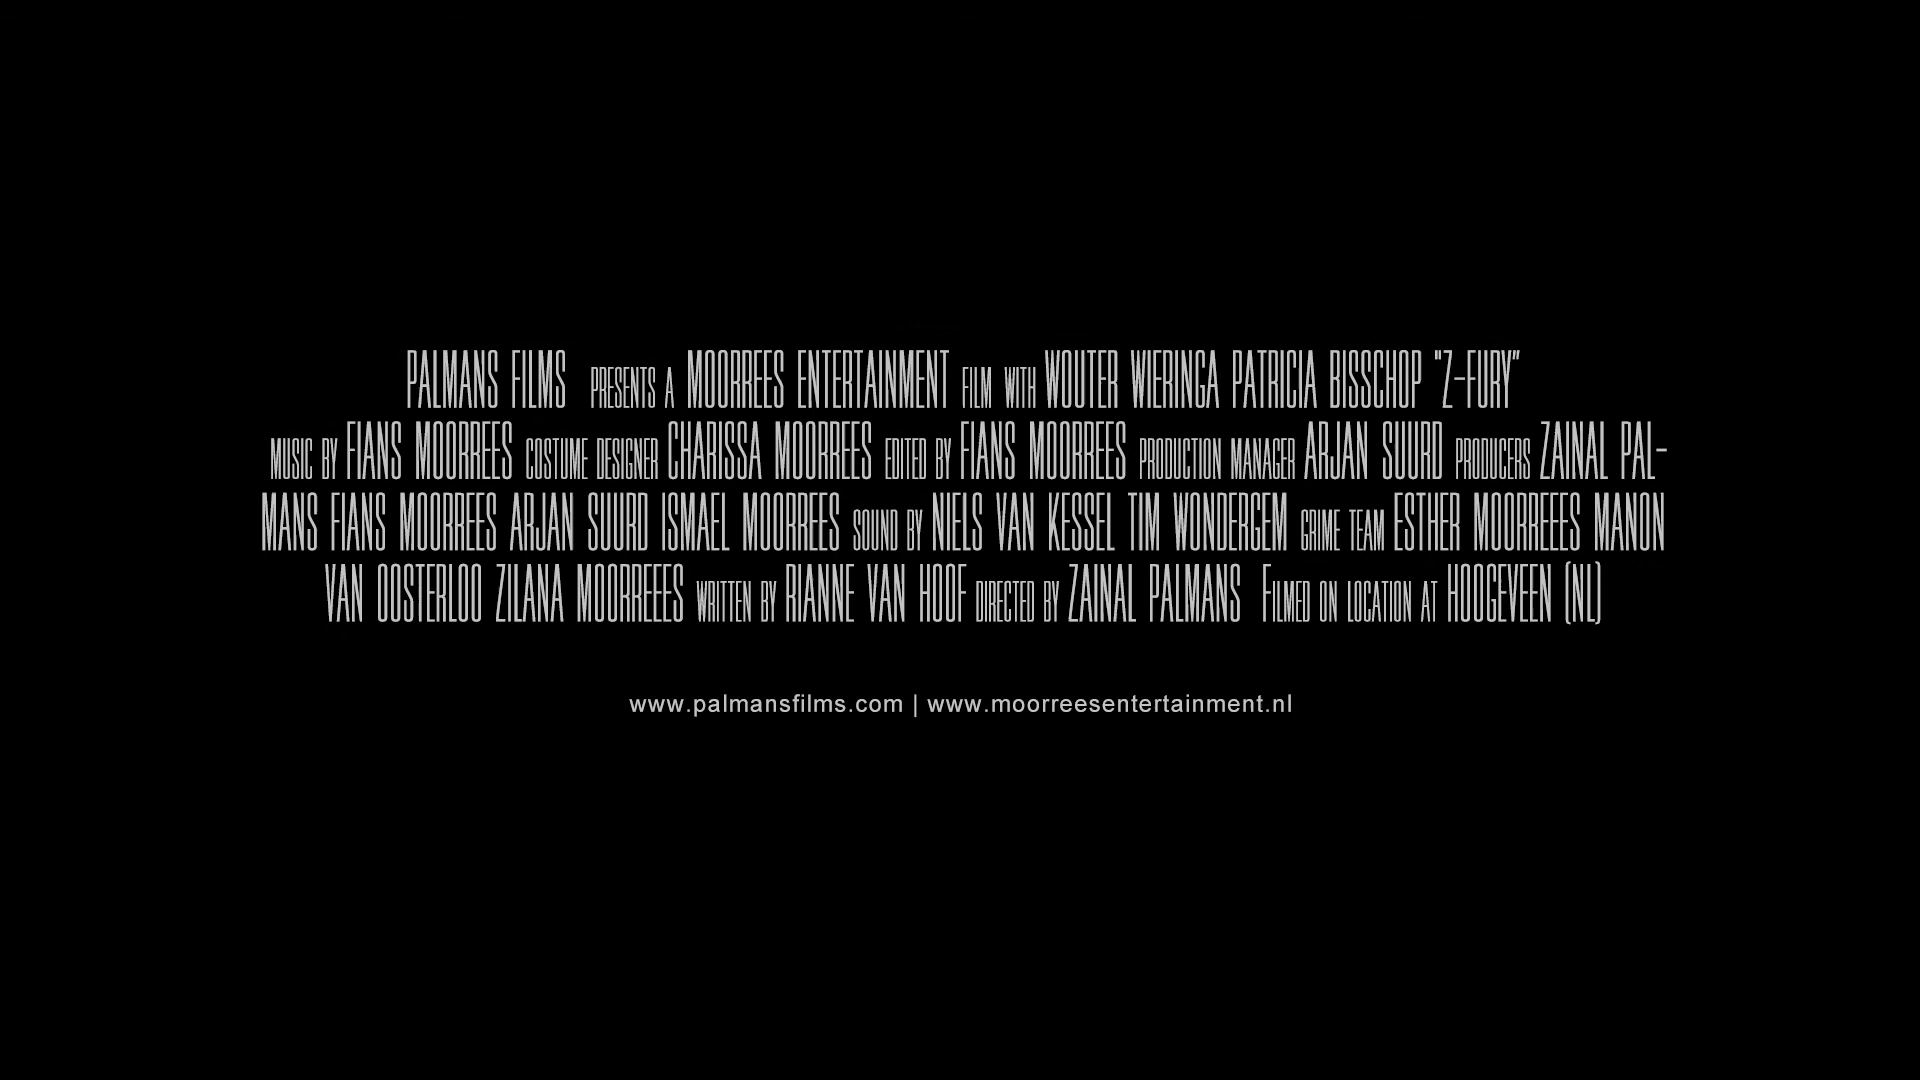 PALMANS FILMS PRESENTS A MOORREES ENTERTAINMENT FILM WITH WOUTER WIERINGA PATRICIA BISSCHOP "Z-FURY"
MUSIC BY FIANS MOORREES COSTUME DESIGNER CHARISSA MOORREES EDITED BY FIANS MOORREES PRODUCTION MANAGER ARJAN SUURD PRODUCERS ZAINAL PAL-
MANS FIANS MOORREES ARJAN SUURD ISMAEL MOORREES SOUND BY NIELS VAN KESSEL TIM WONDERGEM GRIME TEAM ESTHER MOORREEES MANON
VAN OOSTERLOO ZILANA MOORREEES WRITTEN BY RIANNE VAN HOOF DIRECTED BY ZAINAL PALMANS FILMED ON LOCATION AT HOOGEVEEN (NL)
www.palmansfilms.com | www.moorreesentertainment.nl